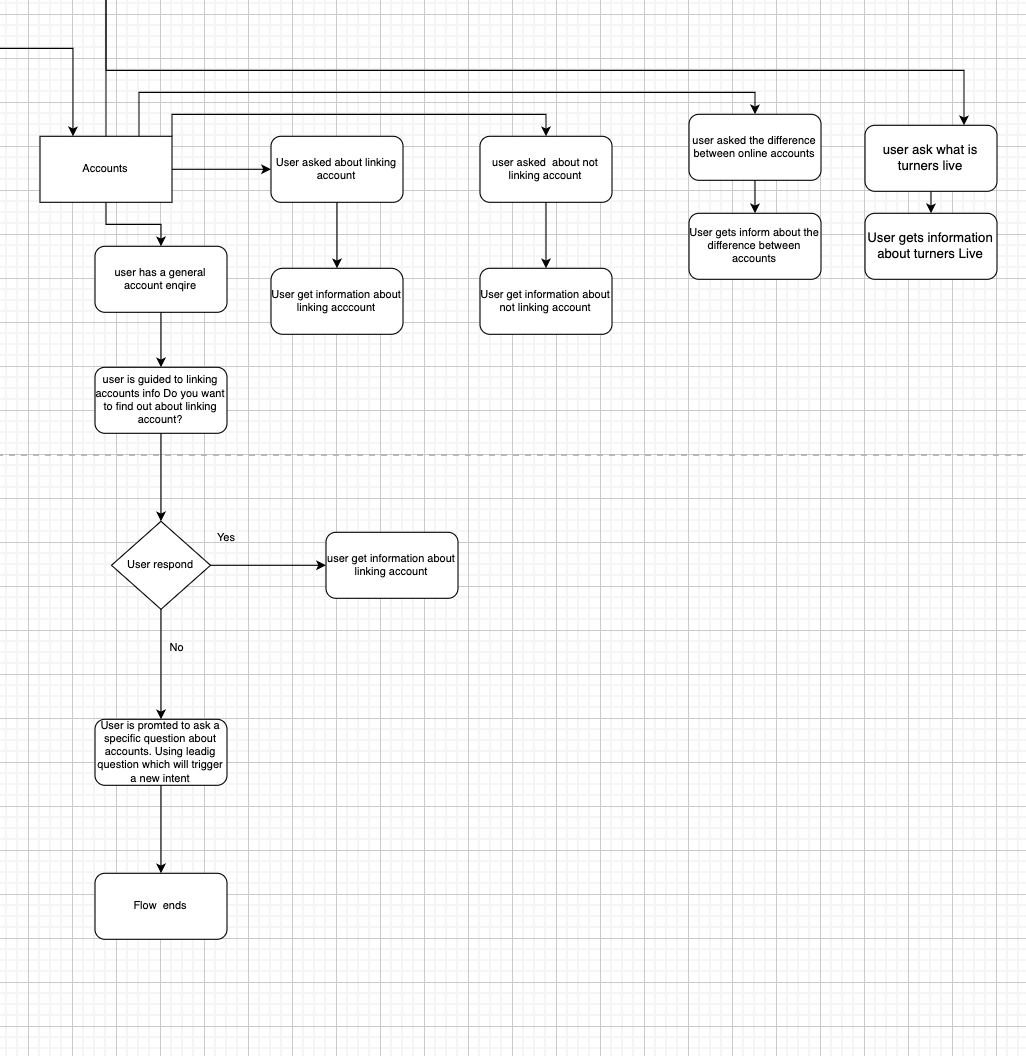 Accounts
User asked about linking
account
user asked  about not
linking account
user asked the difference
between online accounts
user ask what is
turners live
User gets inform about the
difference between
accounts
User gets information
about turners Live
user has a general
account enqire
User get information about
linking acccount
User get information about
not linking account
user is guided to linking
accounts info Do you want
to find out about linking
account?
User respond
Yes
user get information about
linking account
No
User is promted to ask a
specific question about
accounts. Using leadig
question which will trigger
a new intent
Flow  ends